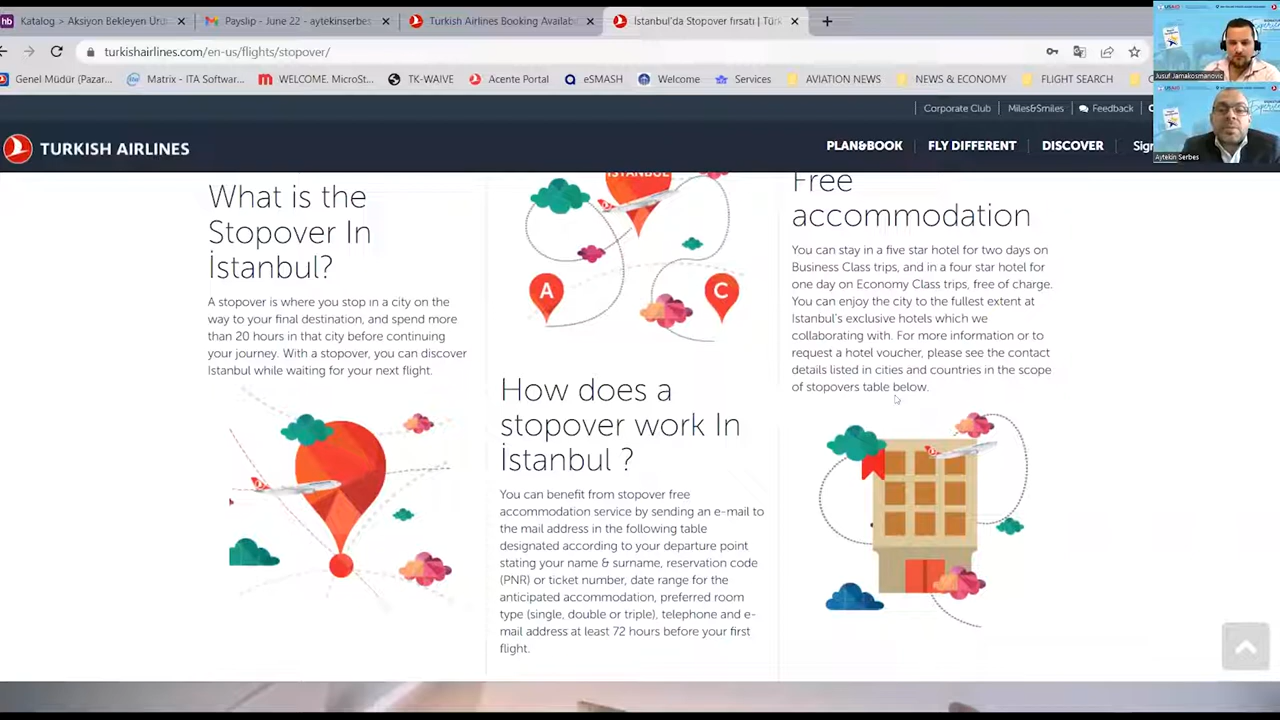 Katalog > Aksiyon Bekleyen Uru
Payslip - June 22 - aytekinserbes
Turkish Airlines Booking Availab
İstanbul'da Stopover fırsatı | Türk
turkishairlines.com/en-us/flights/stopover/
Genel Müdür (Pazar...
Matrix - ITA Softwar...
WELCOME. MicroSt...
TK-WAIVE
Acente Portal
eSMASH
Welcome
Services
AVIATION NEWS
NEWS & ECONOMY
FLIGHT SEARCH
Jusuf Jamakosmanovic
Aytekin Serbes
Corporate Club
Miles&Smiles
Feedback
TURKISH AIRLINES
PLAN&BOOK
FLY DIFFERENT
DISCOVER
Sig
What is the
Stopover In
İstanbul?
A stopover is where you stop in a city on the
way to your final destination, and spend more
than 20 hours in that city before continuing
your journey. With a stopover, you can discover
Istanbul while waiting for your next flight.
ISTANBUL
A
C
How does a
stopover work In
İstanbul ?
You can benefit from stopover free
accommodation service by sending an e-mail to
the mail address in the following table
designated according to your departure point
stating your name & surname, reservation code
(PNR) or ticket number, date range for the
anticipated accommodation, preferred room
type (single, double or triple), telephone and e-
mail address at least 72 hours before your first
flight.
Free
accommodation
You can stay in a five star hotel for two days on
Business Class trips, and in a four star hotel for
one day on Economy Class trips, free of charge.
You can enjoy the city to the fullest extent at
Istanbul's exclusive hotels which we
collaborating with. For more information or to
request a hotel voucher, please see the contact
details listed in cities and countries in the scope
of stopovers table below.